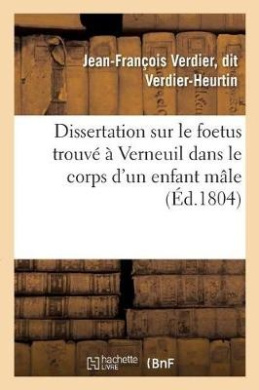 Jean-François Verdier, dit
Verdier-Heurtin
Dissertation sur le foetus trouvé
à Verneuil dans le corps
d'un enfant mâle
(Éd.1804)
hachette
LIVRE
{BnF